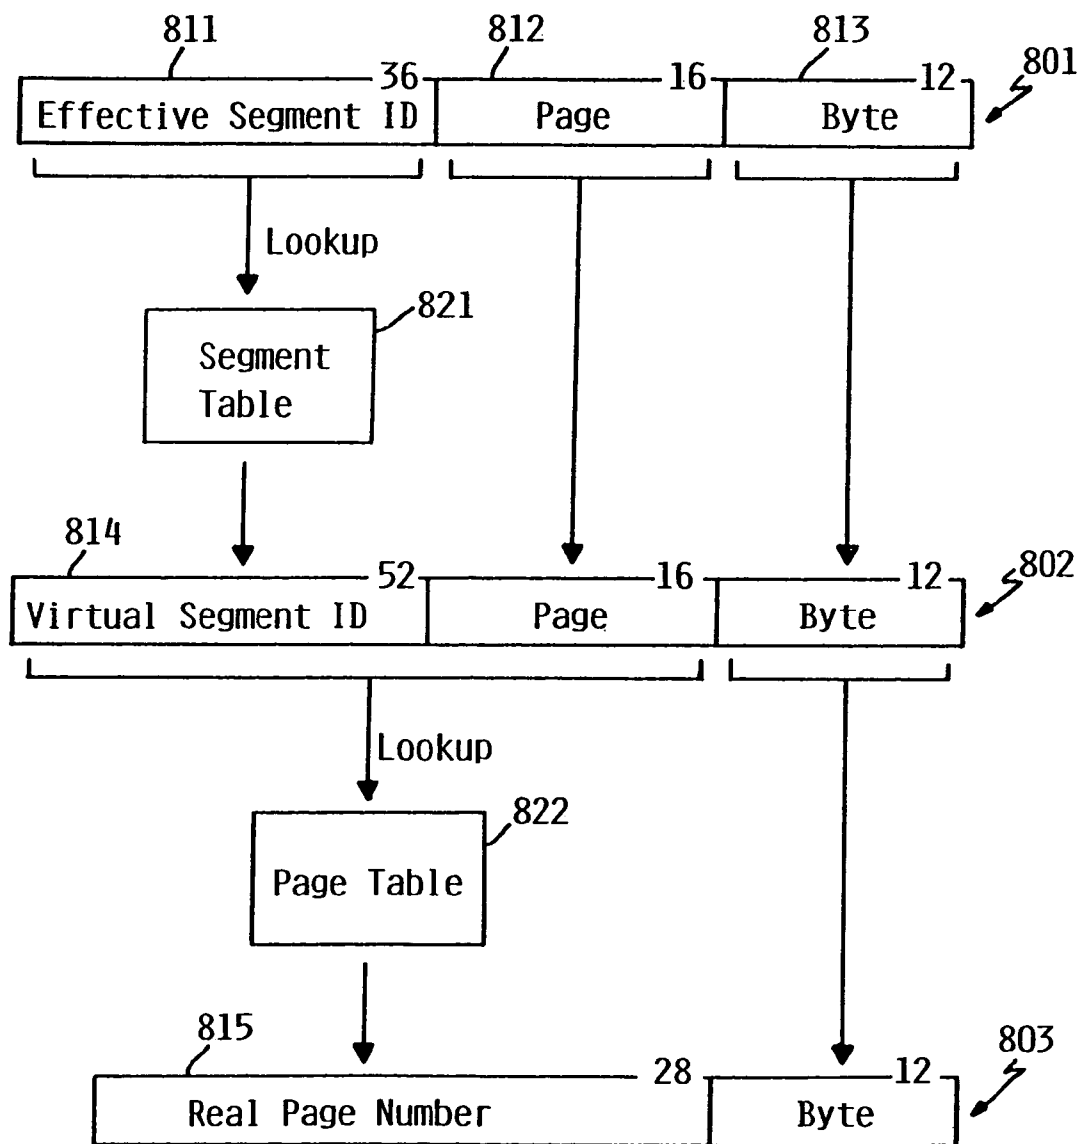 811
812
813
801
36
16
12
Effective Segment ID
Page
Byte
Lookup
821
Segment
Table
814
802
52
16
12
Virtual Segment ID
Page
Byte
Lookup
822
Page Table
815
803
28
12
Real Page Number
Byte